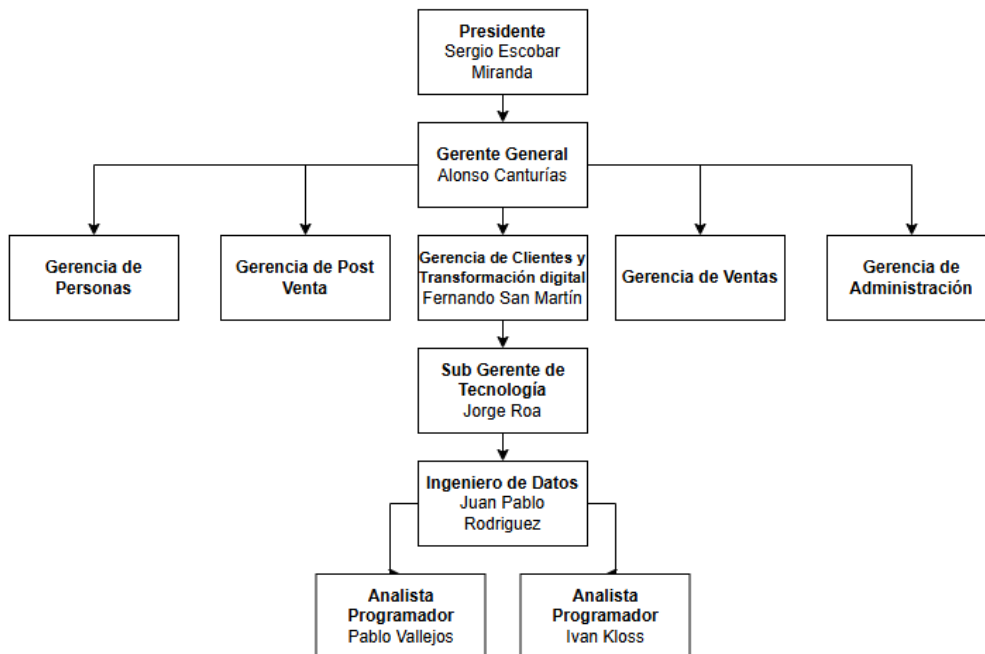 Presidente
Sergio Escobar
Miranda
Gerente General
Alonso Canturías
Gerencia de
Personas
Gerencia de Post
Venta
Gerencia de Clientes y
Transformación digital
Fernando San Martín
Gerencia de Ventas
Gerencia de
Administración
Sub Gerente de
Tecnología
Jorge Roa
Ingeniero de Datos
Juan Pablo
Rodriguez
Analista
Programador
Pablo Vallejos
Analista
Programador
Ivan Kloss